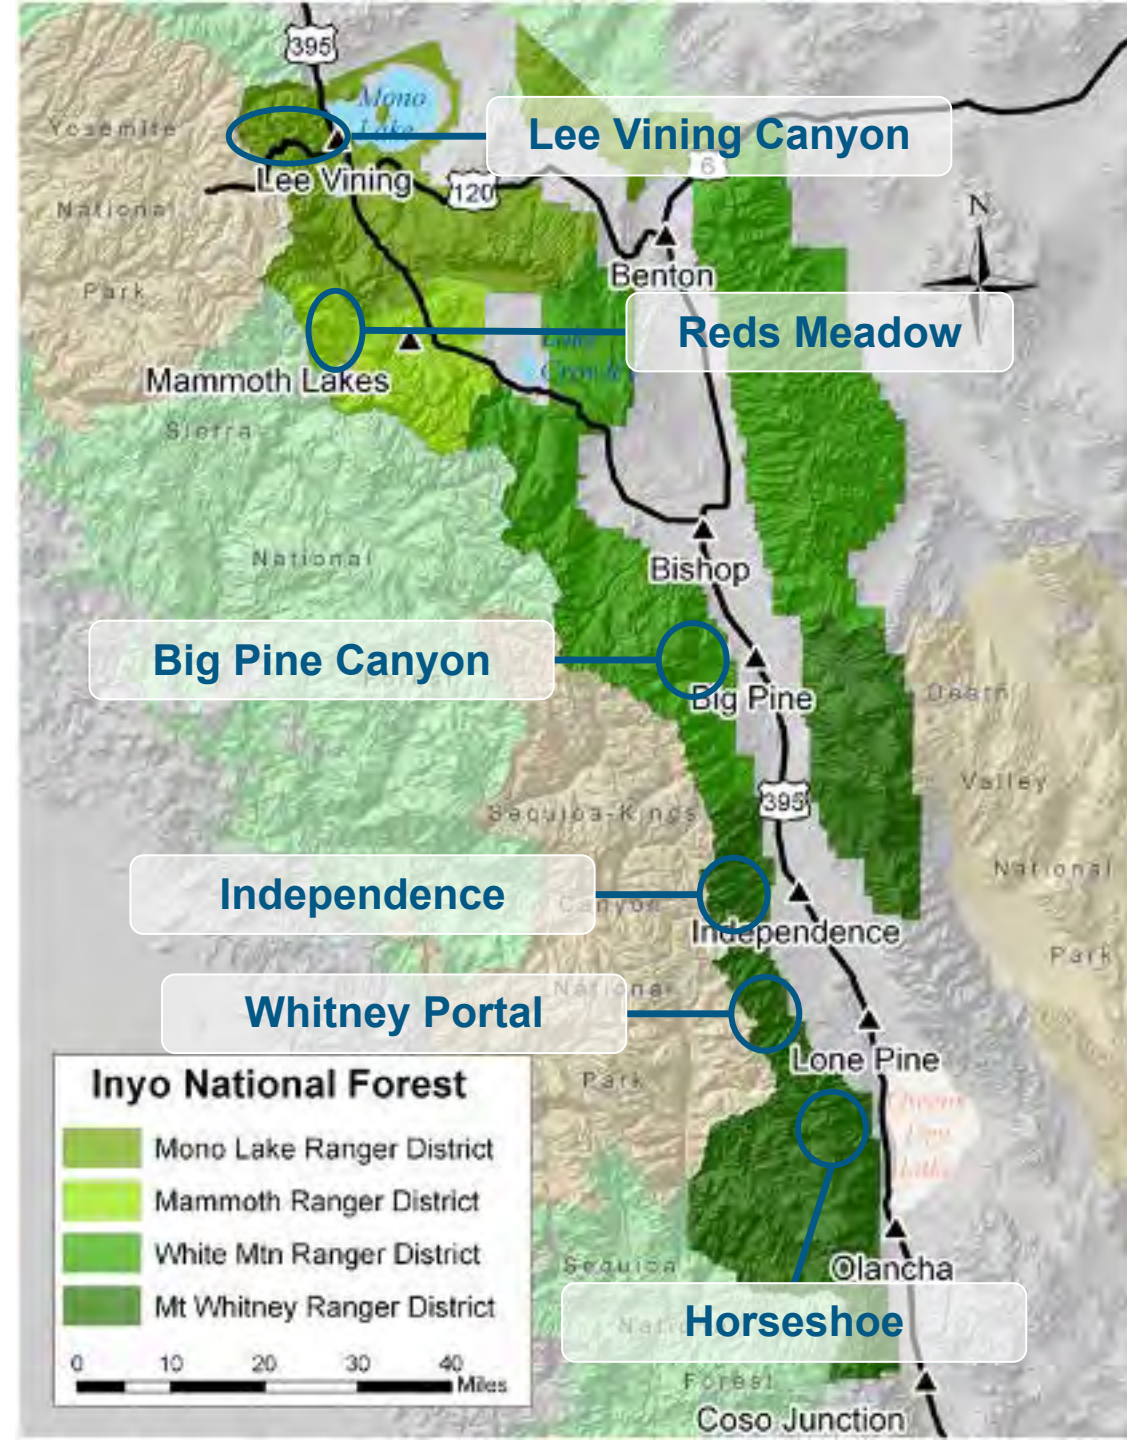 395
Mono
Lake
Lee Vining Canyon
Yosemite
Lee Vining
120
6
National
N
Benton
Park
Reds Meadow
Mammoth Lakes
Sierra
National
Bishop
Big Pine Canyon
Big Pine
Death
Valley
395
Sequoia-Kings
National
Independence
Canyon
Independence
Park
Whitney Portal
National
Lone Pine
Park
Owens
Lake
Inyo National Forest
Mono Lake Ranger District
Mammoth Ranger District
White Mtn Ranger District
Mt Whitney Ranger District
0 10 20 30 40
Miles
Sequoia
Olancha
Horseshoe
Forest
Coso Junction